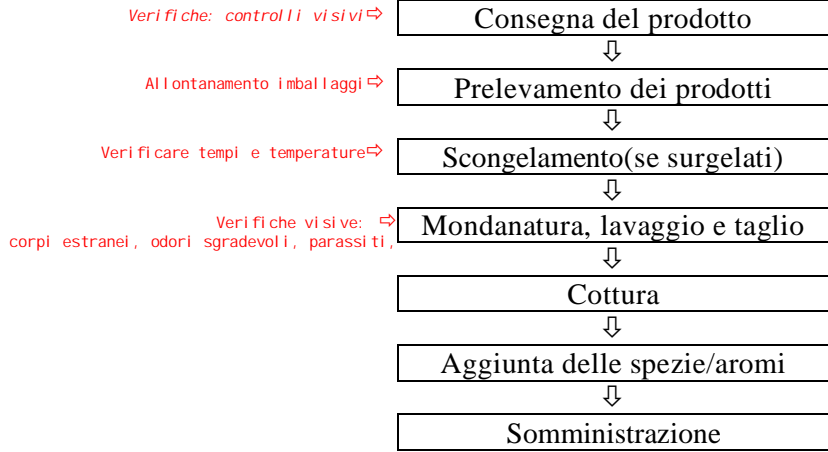 Verifiche: controlli visivi⇨ Consegna del prodotto
⇩
Allontanamento imballaggi⇨ Prelevamento dei prodotti
⇩
Verificare tempi e temperature⇨ Scongelamento(se surgelati)
⇩
Verifiche visive: ⇨ Mondanatura, lavaggio e taglio
corpi estranei, odori sgradevoli, parassiti,
⇩
Cottura
⇩
Aggiunta delle spezie/aromi
⇩
Somministrazione